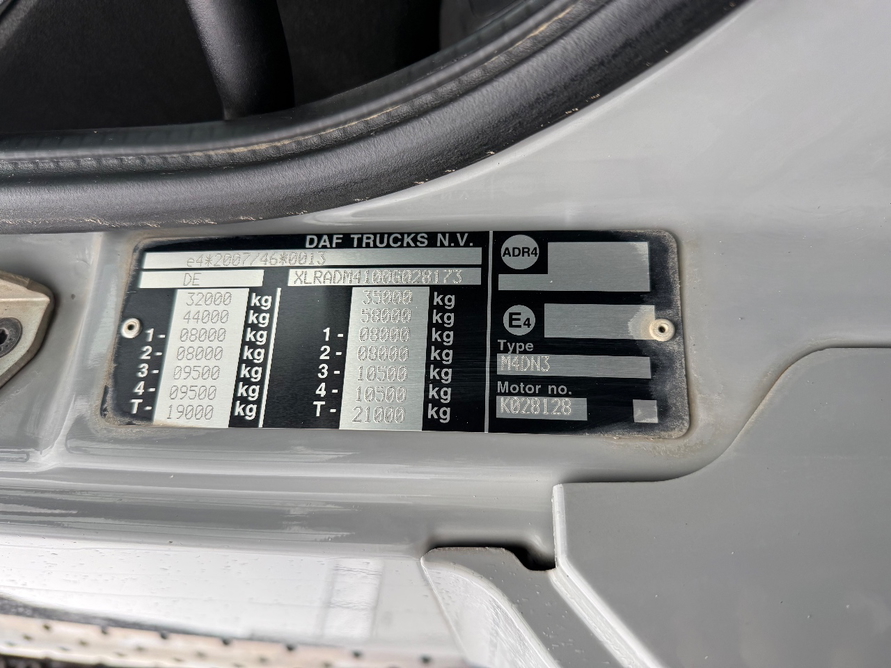 DAF TRUCKS N.V.
e4*2007/46*0013
DE XLRADM4100G028173
32000 kg 35000 kg
44000 kg 58000 kg
1- 08000 kg 1- 08000 kg
2- 08000 kg 2- 08000 kg
3- 09500 kg 3- 10500 kg
4- 09500 kg 4- 10500 kg
T- 19000 kg T- 21000 kg
ADR4
E4
Type
M4DN3
Motor no.
K028128